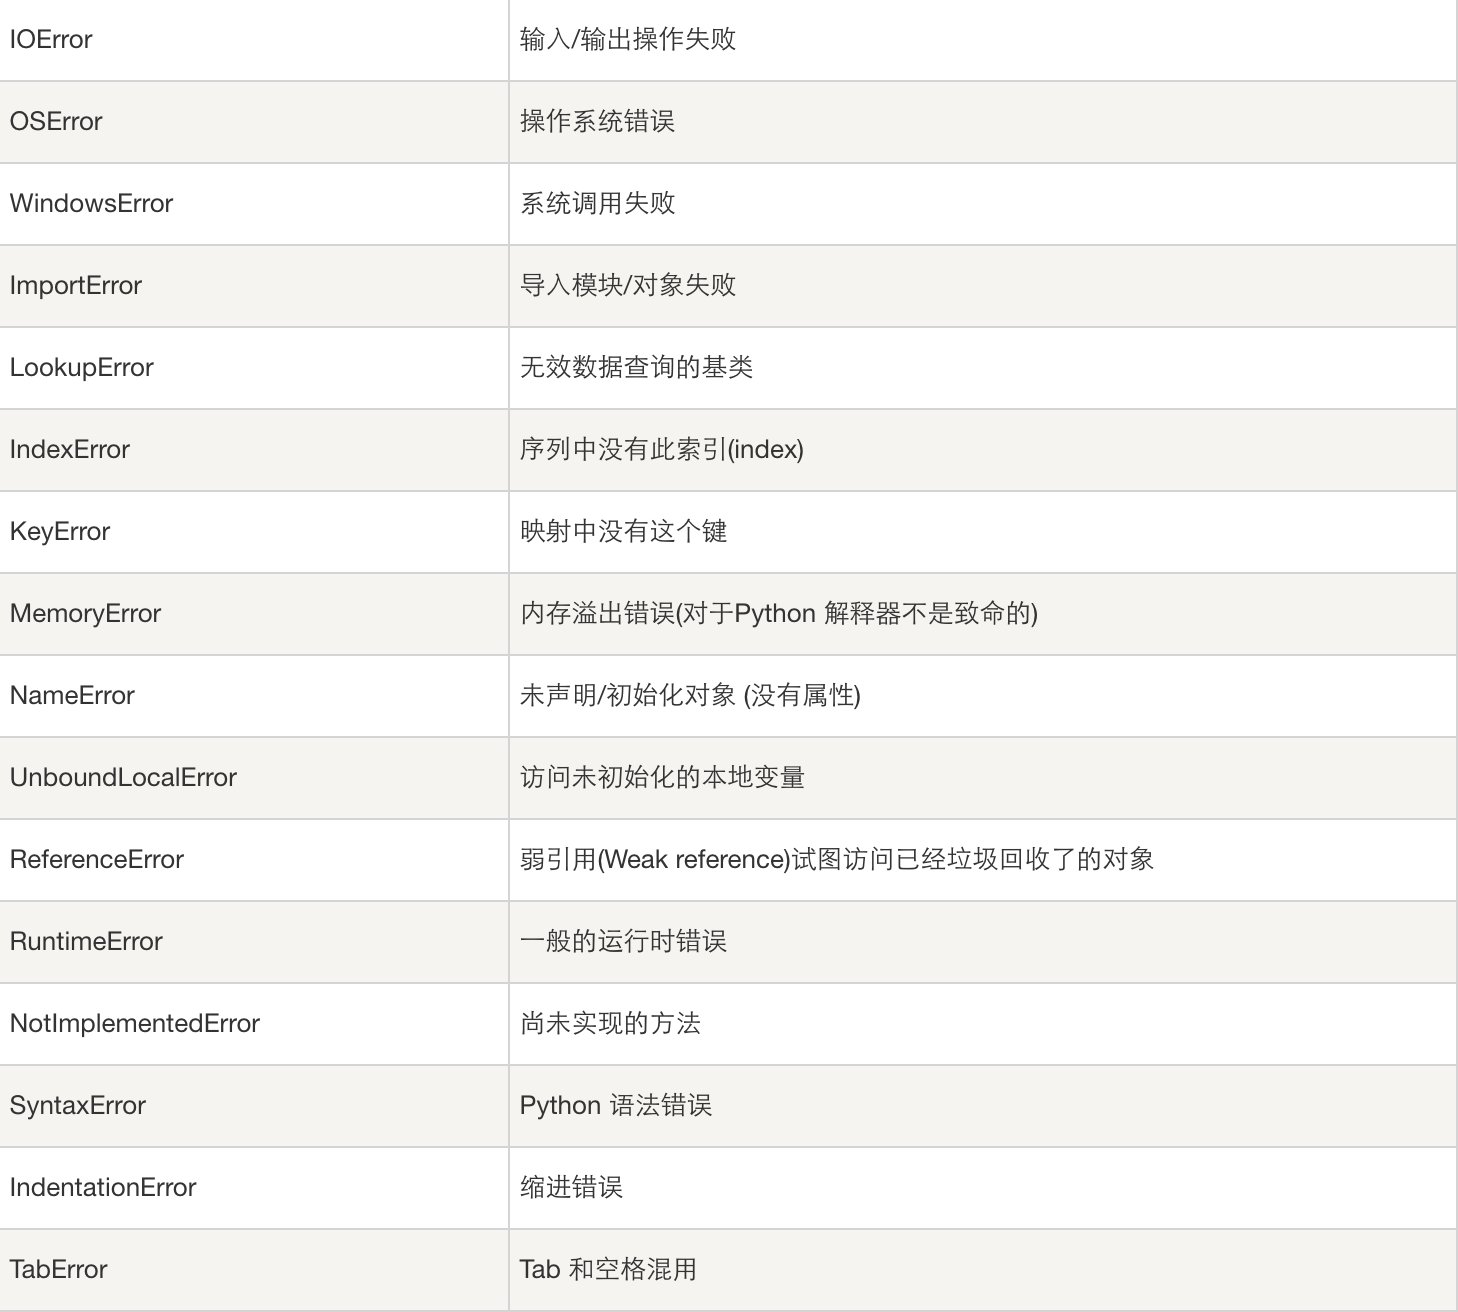 IOError 输入/输出操作失败
OSError 操作系统错误
WindowsError 系统调用失败
ImportError 导入模块/对象失败
LookupError 无效数据查询的基类
IndexError 序列中没有此索引(index)
KeyError 映射中没有这个键
MemoryError 内存溢出错误(对于Python 解释器不是致命的)
NameError 未声明/初始化对象 (没有属性)
UnboundLocalError 访问未初始化的本地变量
ReferenceError 弱引用(Weak reference)试图访问已经垃圾回收了的对象
RuntimeError 一般的运行时错误
NotImplementedError 尚未实现的方法
SyntaxError Python 语法错误
IndentationError 缩进错误
TabError Tab 和空格混用